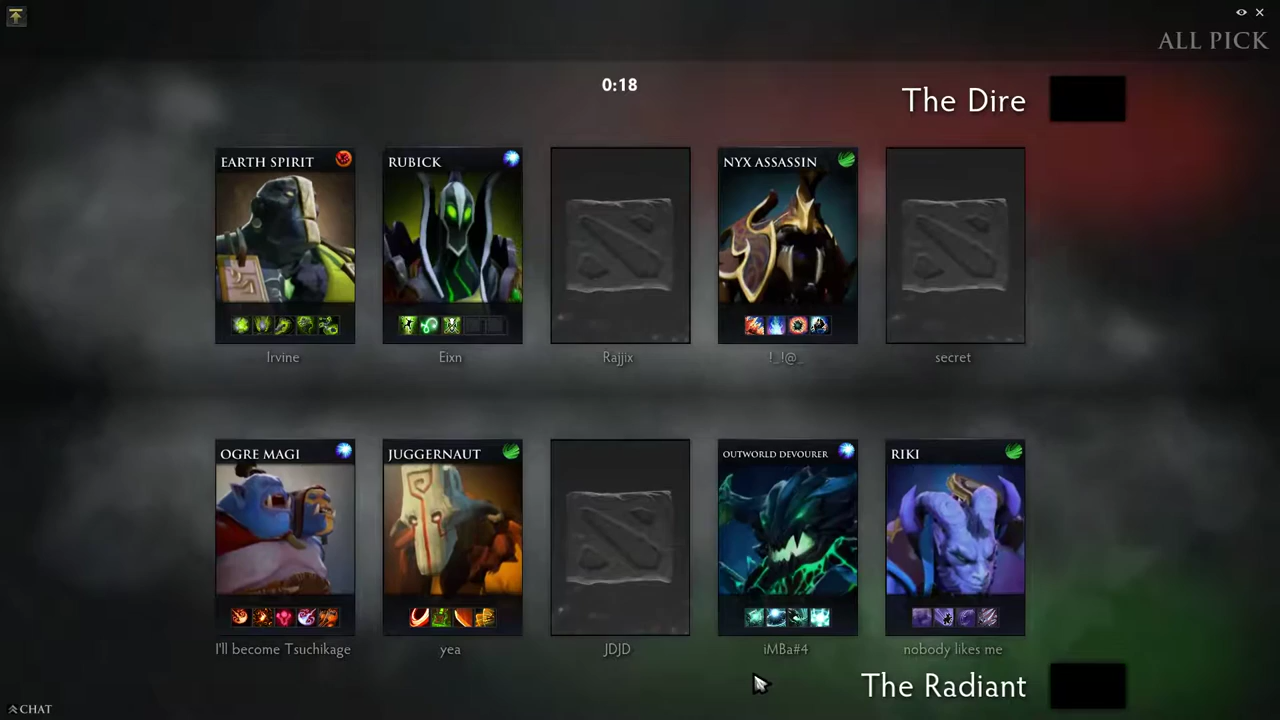 ALL PICK
0:18
The Dire
EARTH SPIRIT
RUBICK
NYX ASSASSIN
Irvine
Eixn
Rajjix
!_!@_
secret
OGRE MAGI
JUGGERNAUT
OUTWORLD DEVOURER
RIKI
I'll become Tsuchikage
yea
JDJD
iMBa#4
nobody likes me
The Radiant
CHAT